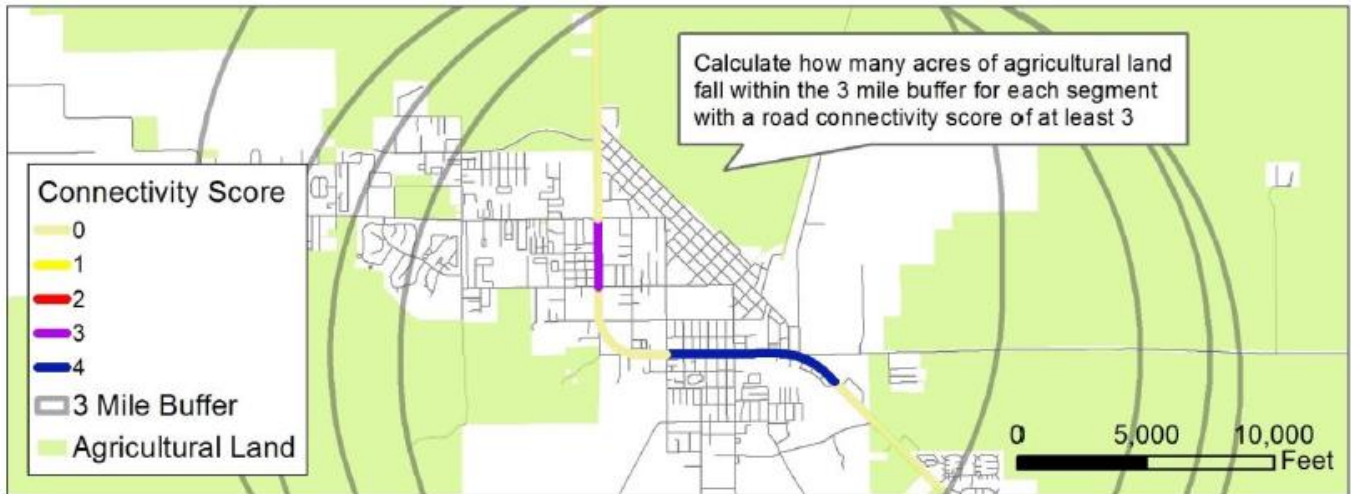 Calculate how many acres of agricultural land
fall within the 3 mile buffer for each segment
with a road connectivity score of at least 3
Connectivity Score
0
1
2
3
4
3 Mile Buffer
Agricultural Land
0 5,000 10,000
Feet